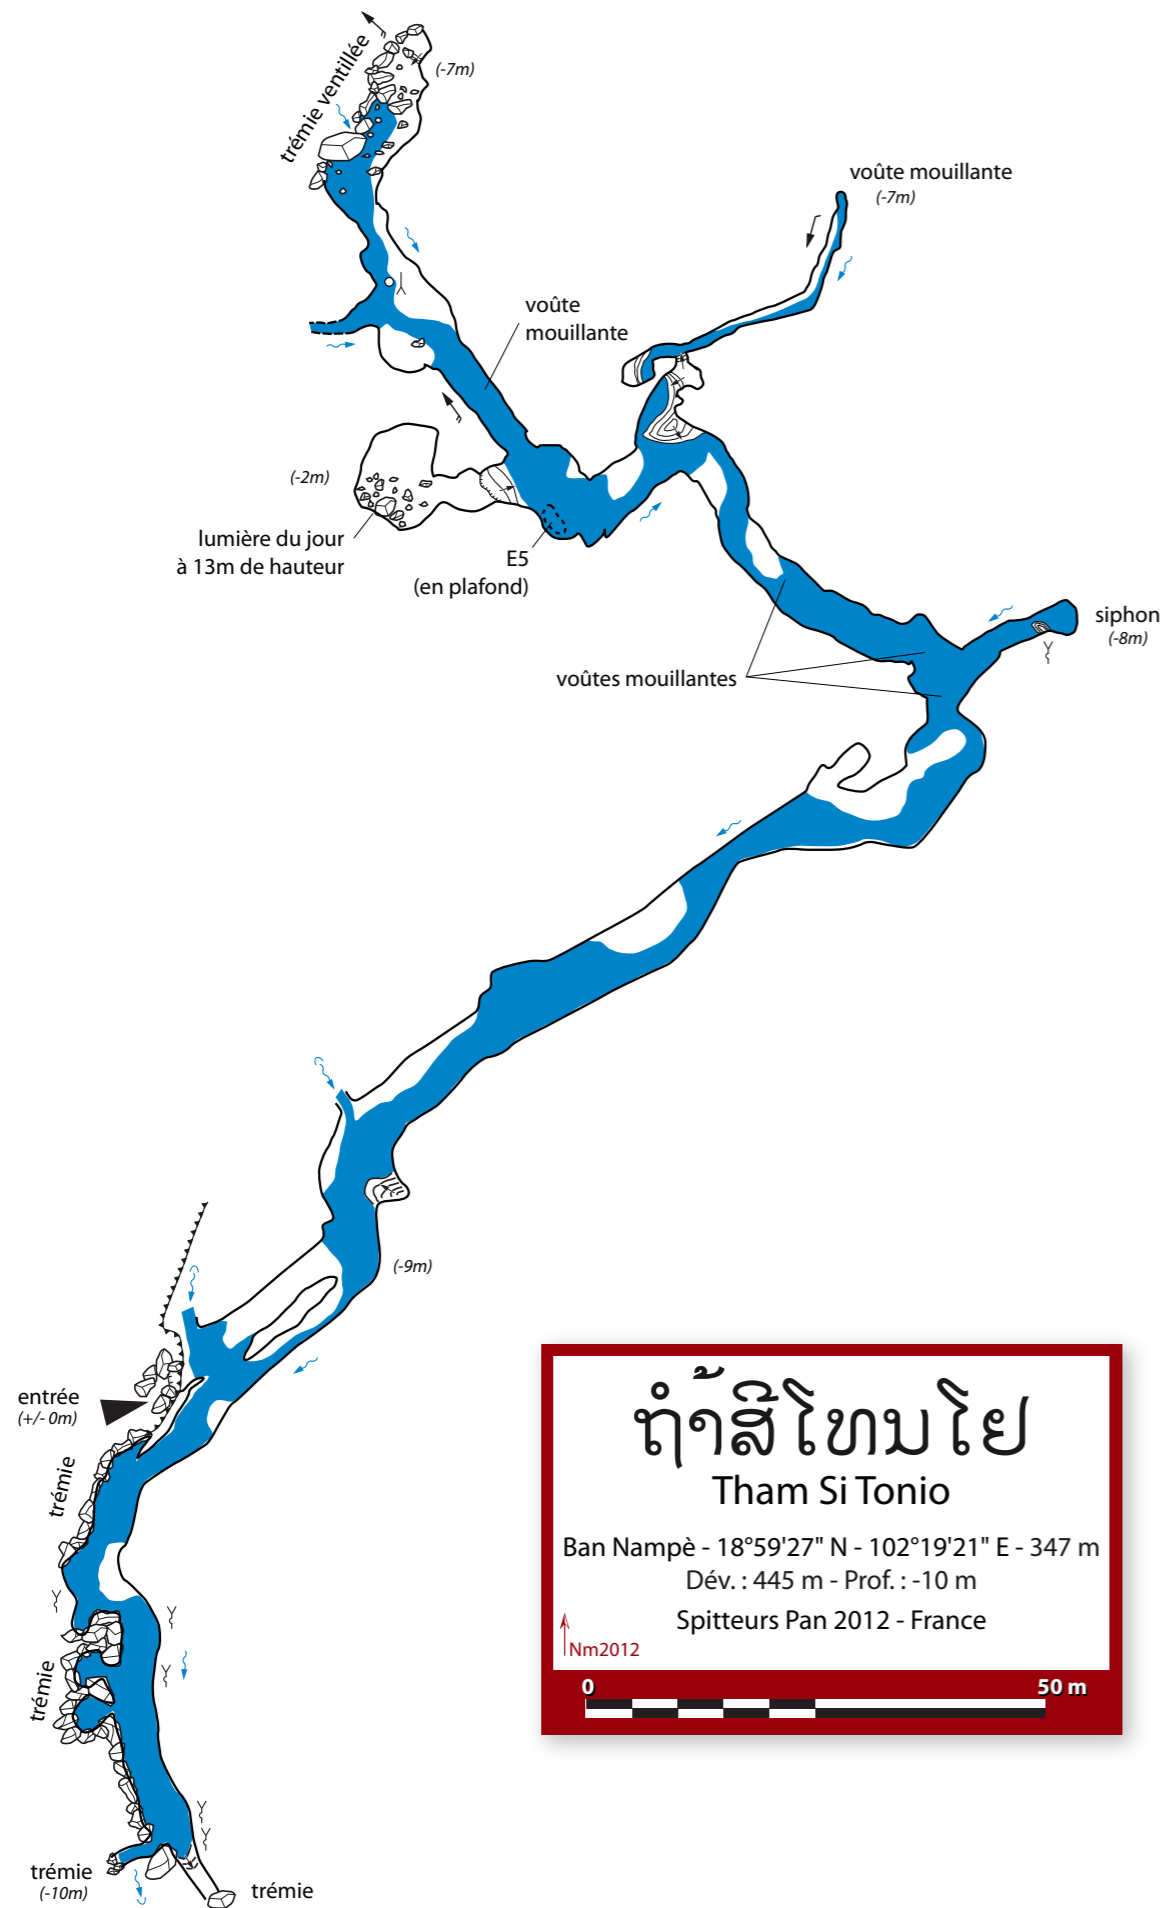 trémie ventillée
(-7m)
voûte mouillante
(-7m)
voûte
mouillante
(-2m)
lumière du jour
à 13m de hauteur
E5
(en plafond)
siphon
(-8m)
voûtes mouillantes
(-9m)
entrée
(+/- 0m)
trémie
trémie
trémie
(-10m)
trémie
ຖ້ຳສີໂທນໂຢ
Tham Si Tonio
Ban Nampè - 18°59'27" N - 102°19'21" E - 347 m
Dév. : 445 m - Prof. : -10 m
Spitteurs Pan 2012 - France
Nm2012
0
50 m